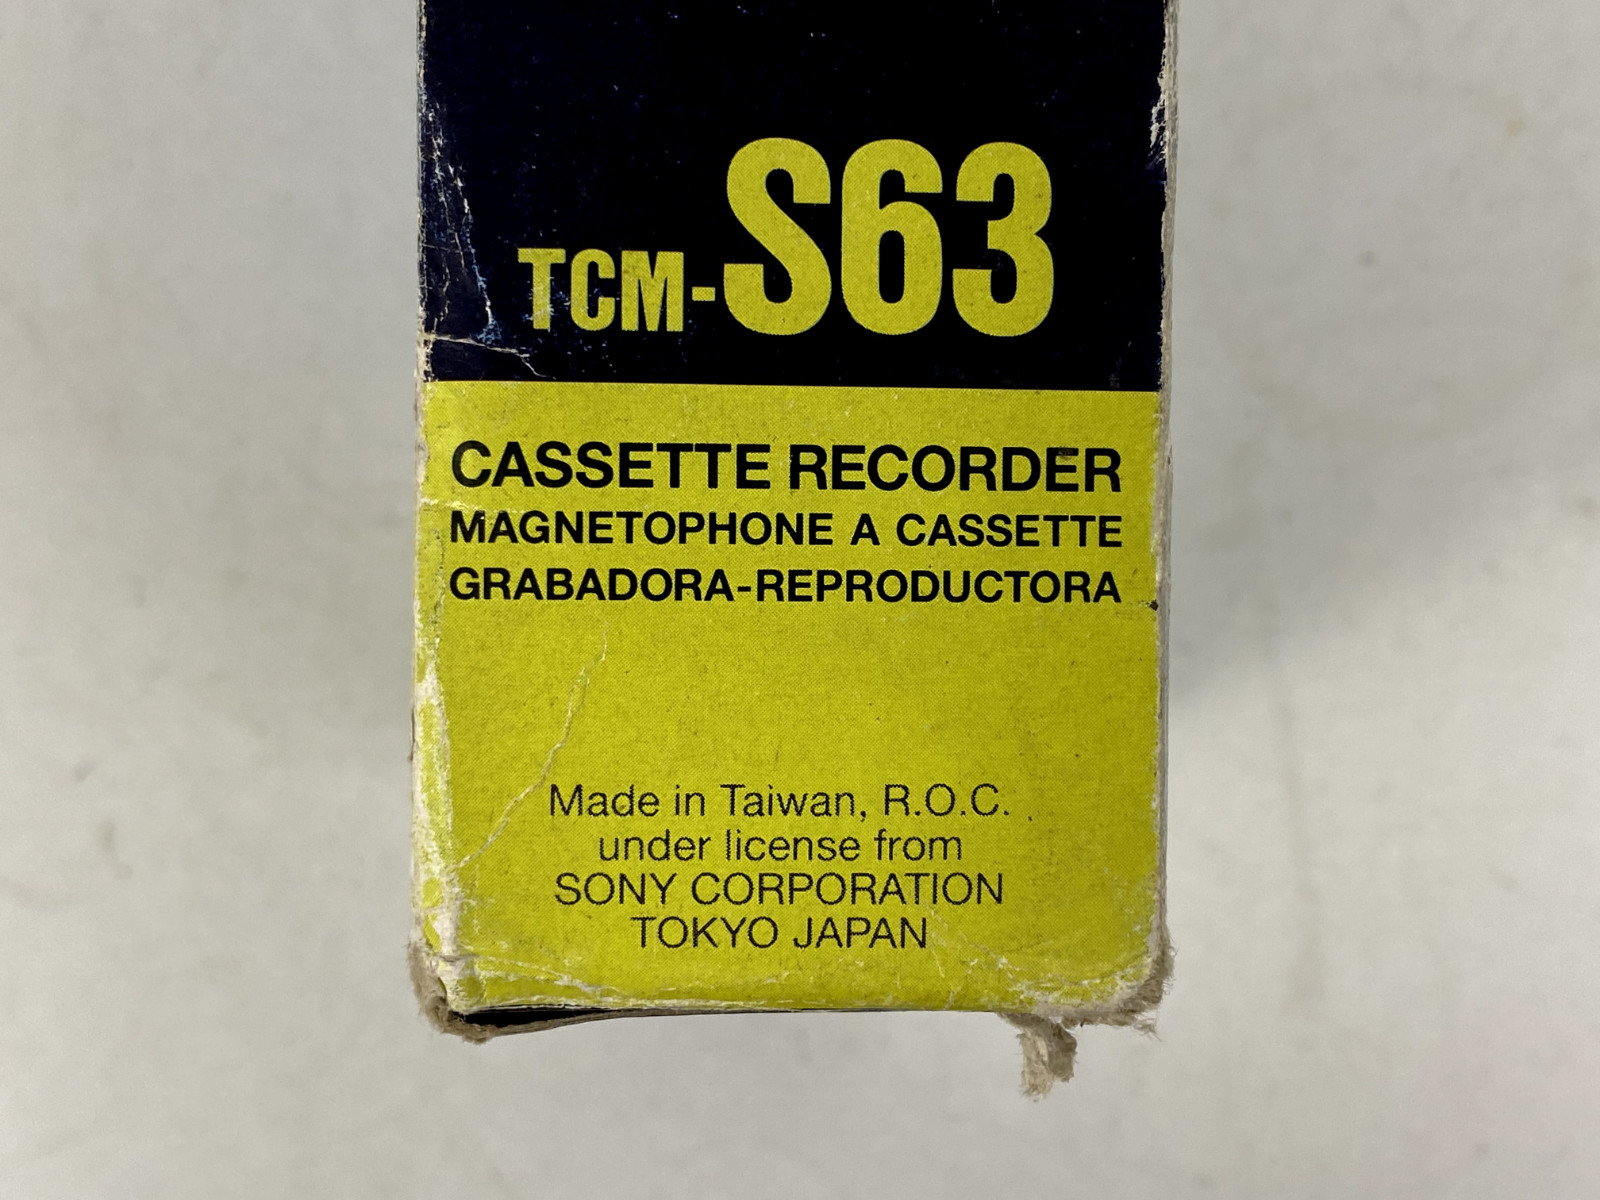 TCM-S63
CASSETTE RECORDER
MAGNETOPHONE A CASSETTE
GRABADORA-REPRODUCTORA
Made in Taiwan, R.O.C.
under license from
SONY CORPORATION
TOKYO JAPAN